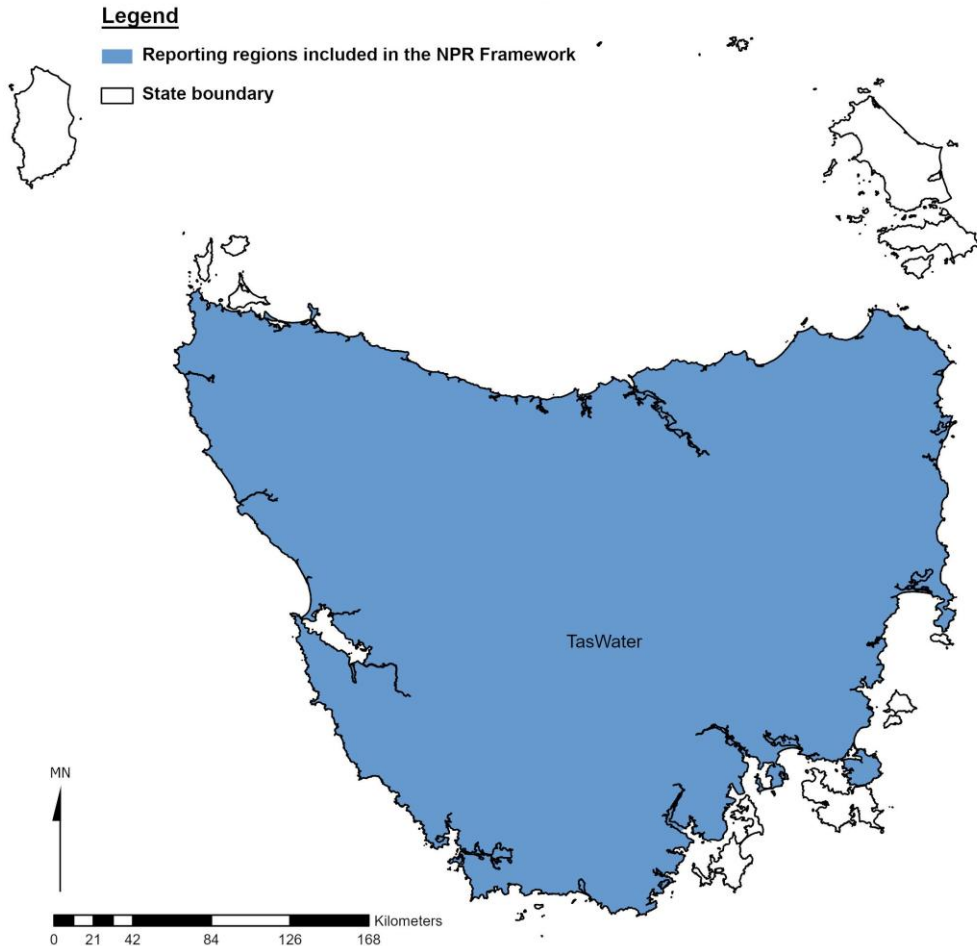 Legend
Reporting regions included in the NPR Framework
State boundary
TasWater
MN
Kilometers
0 21 42 84 126 168